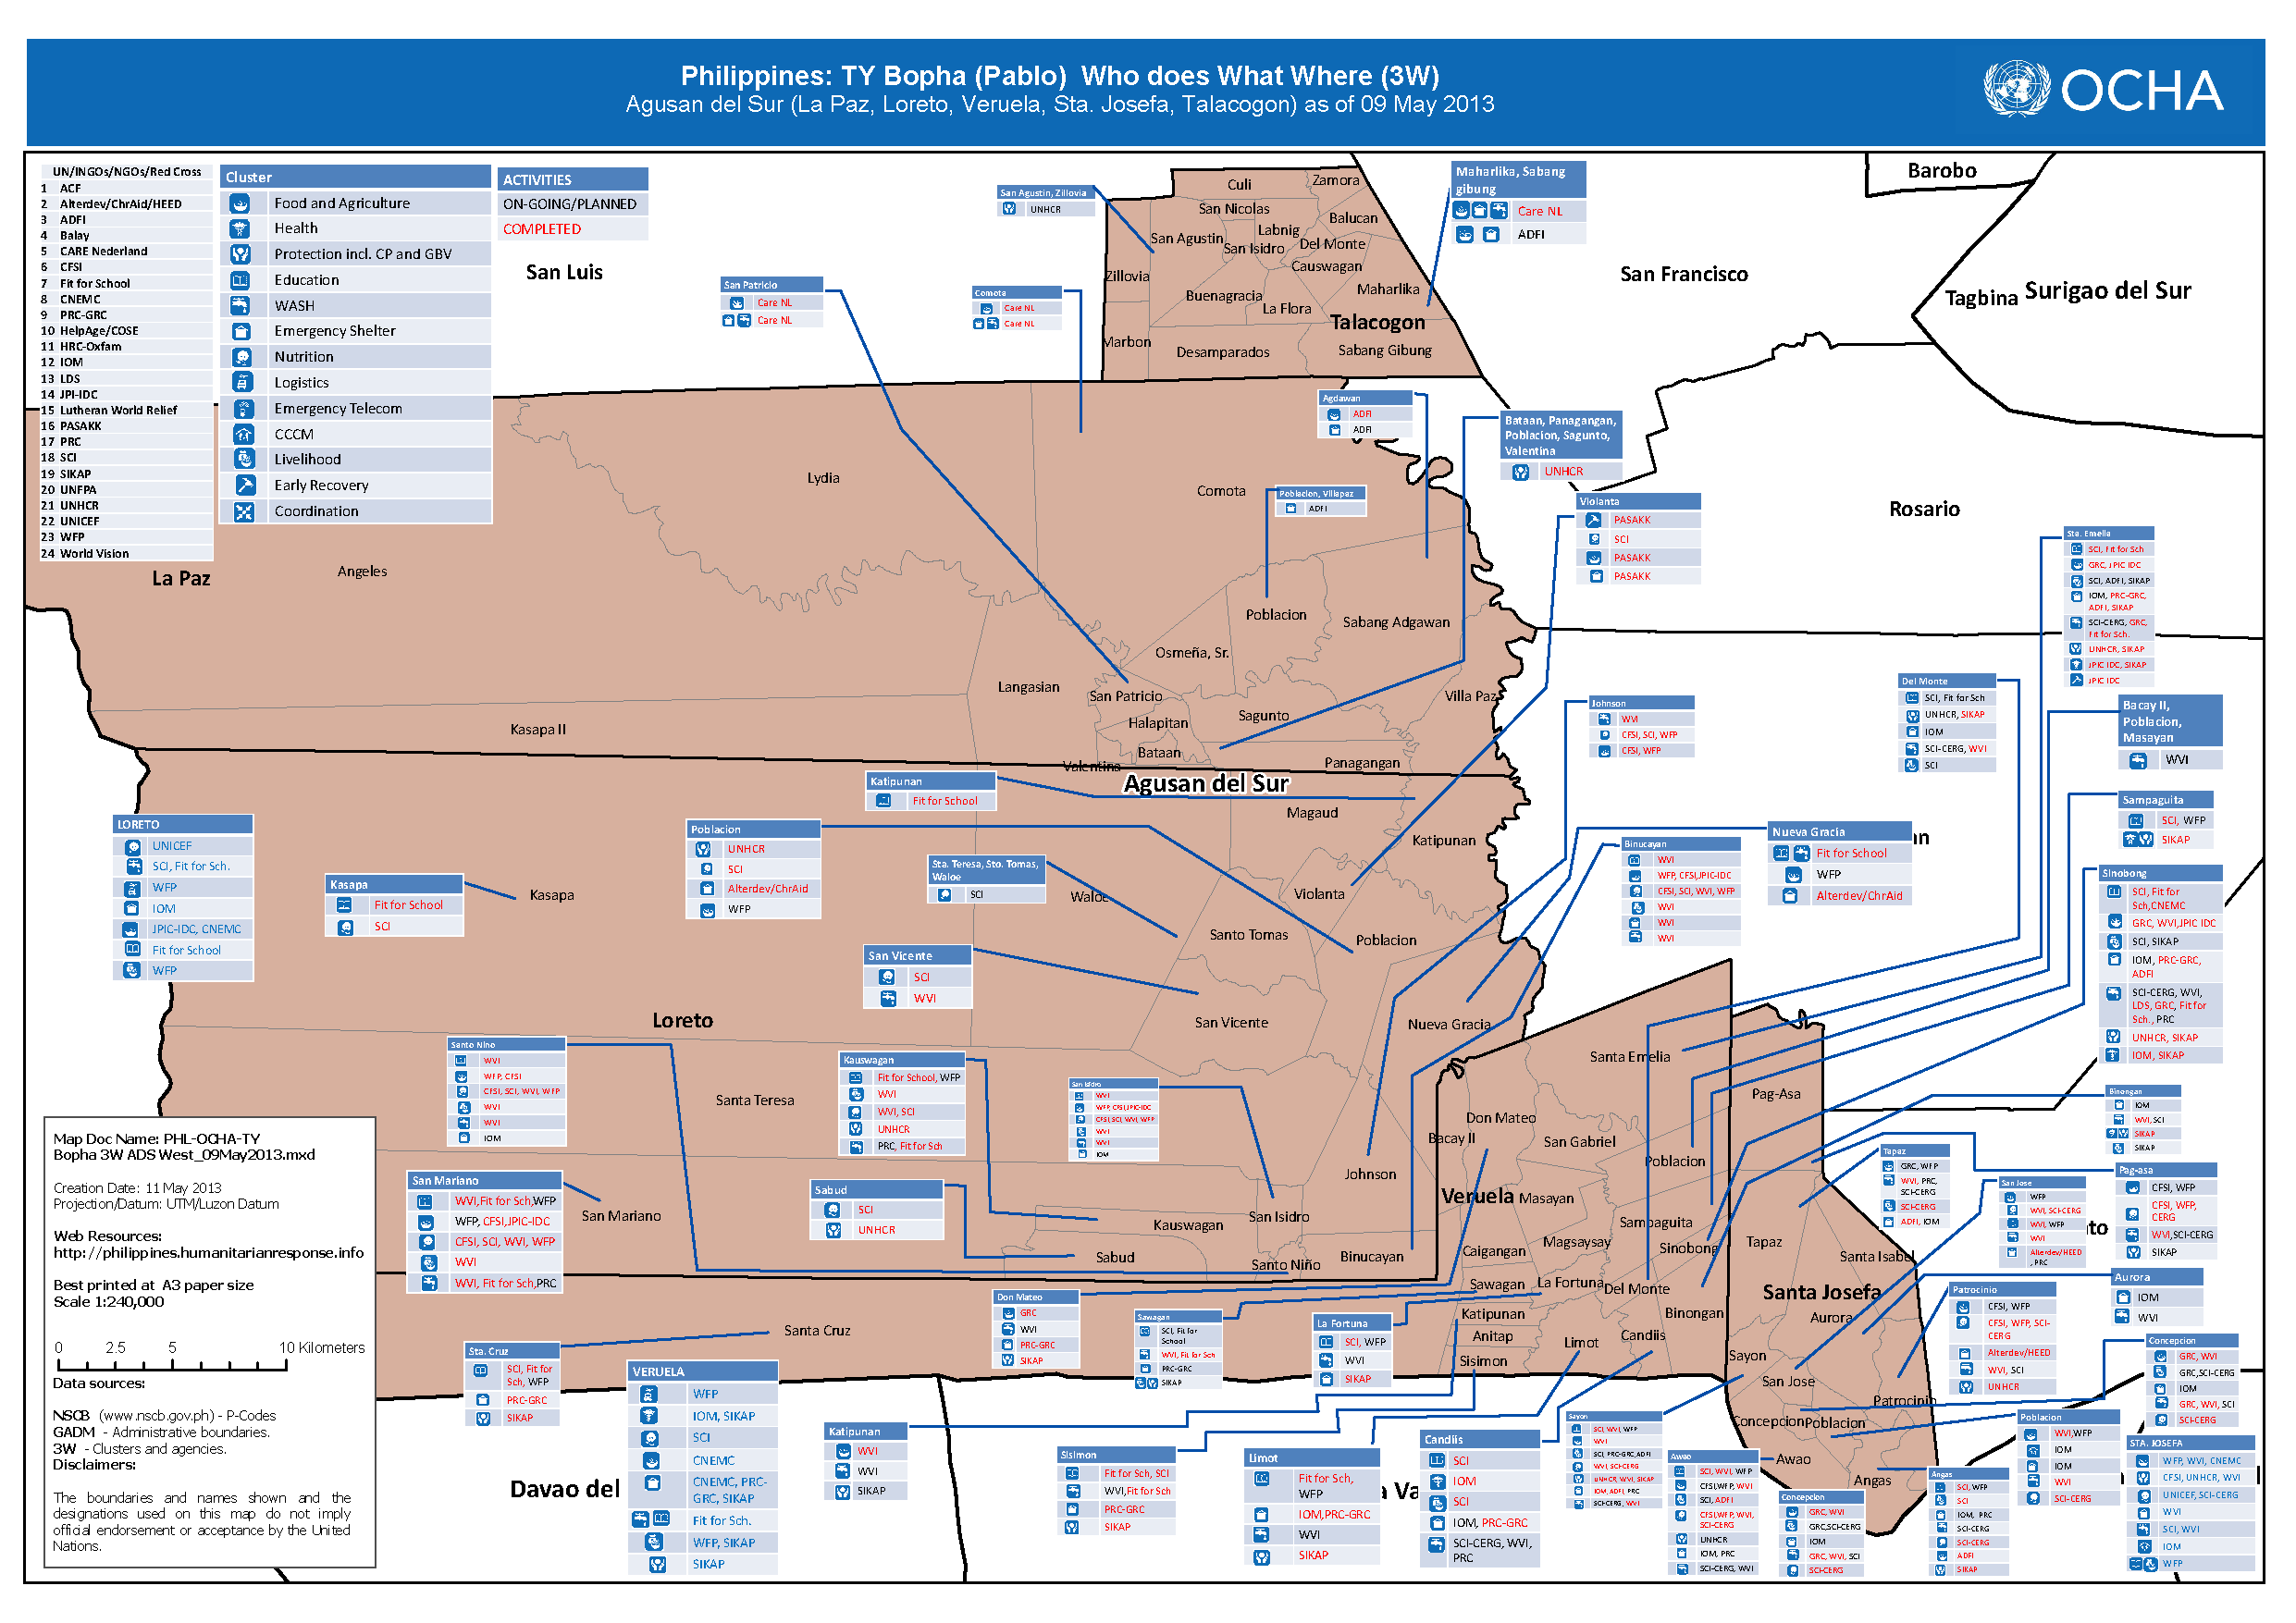 Philippines: TY Bopha (Pablo)  Who does What Where (3W)
Agusan del Sur (La Paz, Loreto, Veruela, Sta. Josefa, Talacogon) as of 09 May 2013
OCHA
UN/INGOs/NGOs/Red Cross
1 ACF
2 Alterdev/ChrAid/HEED
3 ADFI
4 Balay
5 CARE Nederland
6 CFSI
7 Fit for School
8 CNEMC
9 PRC-GRC
10 HelpAge/COSE
11 HRC-Oxfam
12 IOM
13 LDS
14 JPI-IDC
15 Lutheran World Relief
16 PASAKK
17 PRC
18 SCI
19 SIKAP
20 UNFPA
21 UNHCR
22 UNICEF
23 WFP
24 World Vision
Cluster
Food and Agriculture
Health
Protection incl. CP and GBV
Education
WASH
Emergency Shelter
Nutrition
Logistics
Emergency Telecom
CCCM
Livelihood
Early Recovery
Coordination
ACTIVITIES
ON-GOING/PLANNED
COMPLETED
San Luis
San Francisco
Barobo
Tagbina
Surigao del Sur
Rosario
La Paz
Talacogon
Agusan del Sur
Loreto
Veruela
Santa Josefa
Davao del
San Agustin, Zillovia
UNHCR
Maharlika, Sabang
gibung
Care NL
ADFI
San Patricio
Care NL
Care NL
Comota
Care NL
Care NL
Culi
Zamora
San Nicolas
Balucan
Labnig
San Agustin
San Isidro
Del Monte
Causwagan
Zillovia
Buenagracia
Maharlika
La Flora
Marbon
Desamparados
Sabang Gibung
Agdawan
ADFI
ADFI
Bataan, Panagangan,
Poblacion, Sagunto,
Valentina
UNHCR
Poblacion, Villapaz
ADFI
Violanta
PASAKK
SCI
PASAKK
PASAKK
Sta. Emelia
SCI, Fit for Sch
GRC, JPIC IDC
SCI, ADFI, SIKAP
IOM, PRC-GRC,
ADFI, SIKAP
SCI-CERG, GRC,
Fit for Sch.
UNHCR, SIKAP
JPIC IDC, SIKAP
JPIC IDC
Lydia
Comota
Angeles
Poblacion
Sabang Adgawan
Osmeña, Sr.
Langasian
San Patricio
Villa Paz
Halapitan
Sagunto
Kasapa II
Bataan
Valentina
Panagangan
Johnson
WVI
CFSI, SCI, WFP
CFSI, WFP
Del Monte
SCI, Fit for Sch
UNHCR, SIKAP
IOM
SCI-CERG, WVI
SCI
Bacay II,
Poblacion,
Masayan
WVI
Katipunan
Fit for School
Sampaguita
SCI, WFP
SIKAP
LORETO
UNICEF
SCI, Fit for Sch.
WFP
IOM
JPIC-IDC, CNEMC
Fit for School
WFP
Kasapa
Fit for School
SCI
Poblacion
UNHCR
SCI
Alterdev/ChrAid
WFP
Sta. Teresa, Sto. Tomas,
Waloe
SCI
Binucayan
WVI
WFP, CFSI,JPIC-IDC
CFSI, SCI, WVI, WFP
WVI
WVI
WVI
Nueva Gracia
Fit for School
WFP
Alterdev/ChrAid
an
Sinobong
SCI, Fit for
Sch,CNEMC
GRC, WVI,JPIC IDC
SCI, SIKAP
IOM, PRC-GRC,
ADFI
SCI-CERG, WVI,
LDS, GRC, Fit for
Sch., PRC
UNHCR, SIKAP
IOM, SIKAP
San Vicente
SCI
WVI
Magaud
Katipunan
Kasapa
Waloe
Violanta
Santo Tomas
Poblacion
San Vicente
Nueva Gracia
Santa Teresa
Johnson
San Mariano
Kauswagan
San Isidro
Sabud
Santo Niño
Binucayan
Santa Cruz
Santo Nino
WVI
WFP, CFSI
CFSI, SCI, WVI, WFP
WVI
WVI
IOM
Kauswagan
Fit for School, WFP
WVI
WVI, SCI
UNHCR
PRC, Fit for Sch
San Isidro
WVI
WFP, CFSI,JPIC-IDC
CFSI, SCI, WVI, WFP
WVI
WVI
IOM
San Mariano
WVI,Fit for Sch,WFP
WFP, CFSI,JPIC-IDC
CFSI, SCI, WVI, WFP
WVI
WVI, Fit for Sch,PRC
Sabud
SCI
UNHCR
Santa Emelia
Pag-Asa
Don Mateo
Bacay II
San Gabriel
Poblacion
Masayan
Sampaguita
Magsaysay
Sinobong
Caigangan
Tapaz
Santa Isabel
Sawagan
La Fortuna
Del Monte
Katipunan
Binongan
Aurora
Anitap
Limot
Candiis
Sisimon
Sayon
San Jose
Patrocinio
Concepcion
Poblacion
Awao
Angas
Binongan
IOM
WVI,SCI
SIKAP
SIKAP
Tapaz
GRC, WFP
WVI, PRC,
SCI-CERG
SCI-CERG
ADFI, IOM
San Jose
WFP
WVI, SCI-CERG
WVI, WFP
WVI
Alterdev/HEED
, PRC
to
Pag-asa
CFSI, WFP
CFSI, WFP,
CERG
WVI,SCI-CERG
SIKAP
Aurora
IOM
WVI
Patrocinio
CFSI, WFP
CFSI, WFP, SCI-
CERG
Alterdev/HEED
WVI, SCI
UNHCR
Concepcion
GRC, WVI
GRC,SCI-CERG
IOM
GRC, WVI, SCI
SCI-CERG
Don Mateo
GRC
WVI
PRC-GRC
SIKAP
Sawagan
SCI, Fit for
School
WVI, Fit for Sch
PRC-GRC
SIKAP
La Fortuna
SCI, WFP
WVI
SIKAP
Sta. Cruz
SCI, Fit for
Sch, WFP
PRC-GRC
SIKAP
VERUELA
WFP
IOM, SIKAP
SCI
CNEMC
CNEMC, PRC-
GRC, SIKAP
Fit for Sch.
WFP, SIKAP
SIKAP
Katipunan
WVI
WVI
SIKAP
Sisimon
Fit for Sch, SCI
WVI,Fit for Sch
PRC-GRC
SIKAP
Limot
Fit for Sch,
WFP
IOM,PRC-GRC
WVI
SIKAP
a Va
Candiis
SCI
IOM
SCI
IOM, PRC-GRC
SCI-CERG, WVI,
PRC
Sayon
SCI, WVI, WFP
WVI
SCI, PRC-GRC, ADFI
WVI, SCI-CERG
UNHCR, WVI, SIKAP
IOM, ADFI, PRC
SCI-CERG, WVI
Awao
SCI, WVI, WFP
CFSI,WFP, WVI
SCI, ADFI
CFSI,WFP, WVI,
SCI-CERG
UNHCR
IOM, PRC
SCI-CERG, WVI
Concepcion
GRC, WVI
GRC,SCI-CERG
IOM
GRC, WVI, SCI
SCI-CERG
Angas
SCI, WFP
SCI
IOM, PRC
SCI-CERG
SCI-CERG
ADFI
SIKAP
Poblacion
WVI,WFP
IOM
IOM
WVI
SCI-CERG
STA. JOSEFA
WFP, WVI, CNEMC
CFSI, UNHCR, WVI
UNICEF, SCI-CERG
WVI
SCI, WVI
IOM
WFP
l
Map Doc Name: PHL-OCHA-TY
Bopha 3W ADS West_09May2013.mxd
Creation Date: 11 May 2013
Projection/Datum: UTM/Luzon Datum
Web Resources:
http://philippines.humanitarianresponse.info
Best printed at A3 paper size
Scale 1:240,000
0 2.5 5 10 Kilometers
Data sources:
NSCB (www.nscb.gov.ph) - P-Codes
GADM - Administrative boundaries.
3W - Clusters and agencies.
Disclaimers:
The boundaries and names shown and the
designations used on this map do not imply
official endorsement or acceptance by the United
Nations.